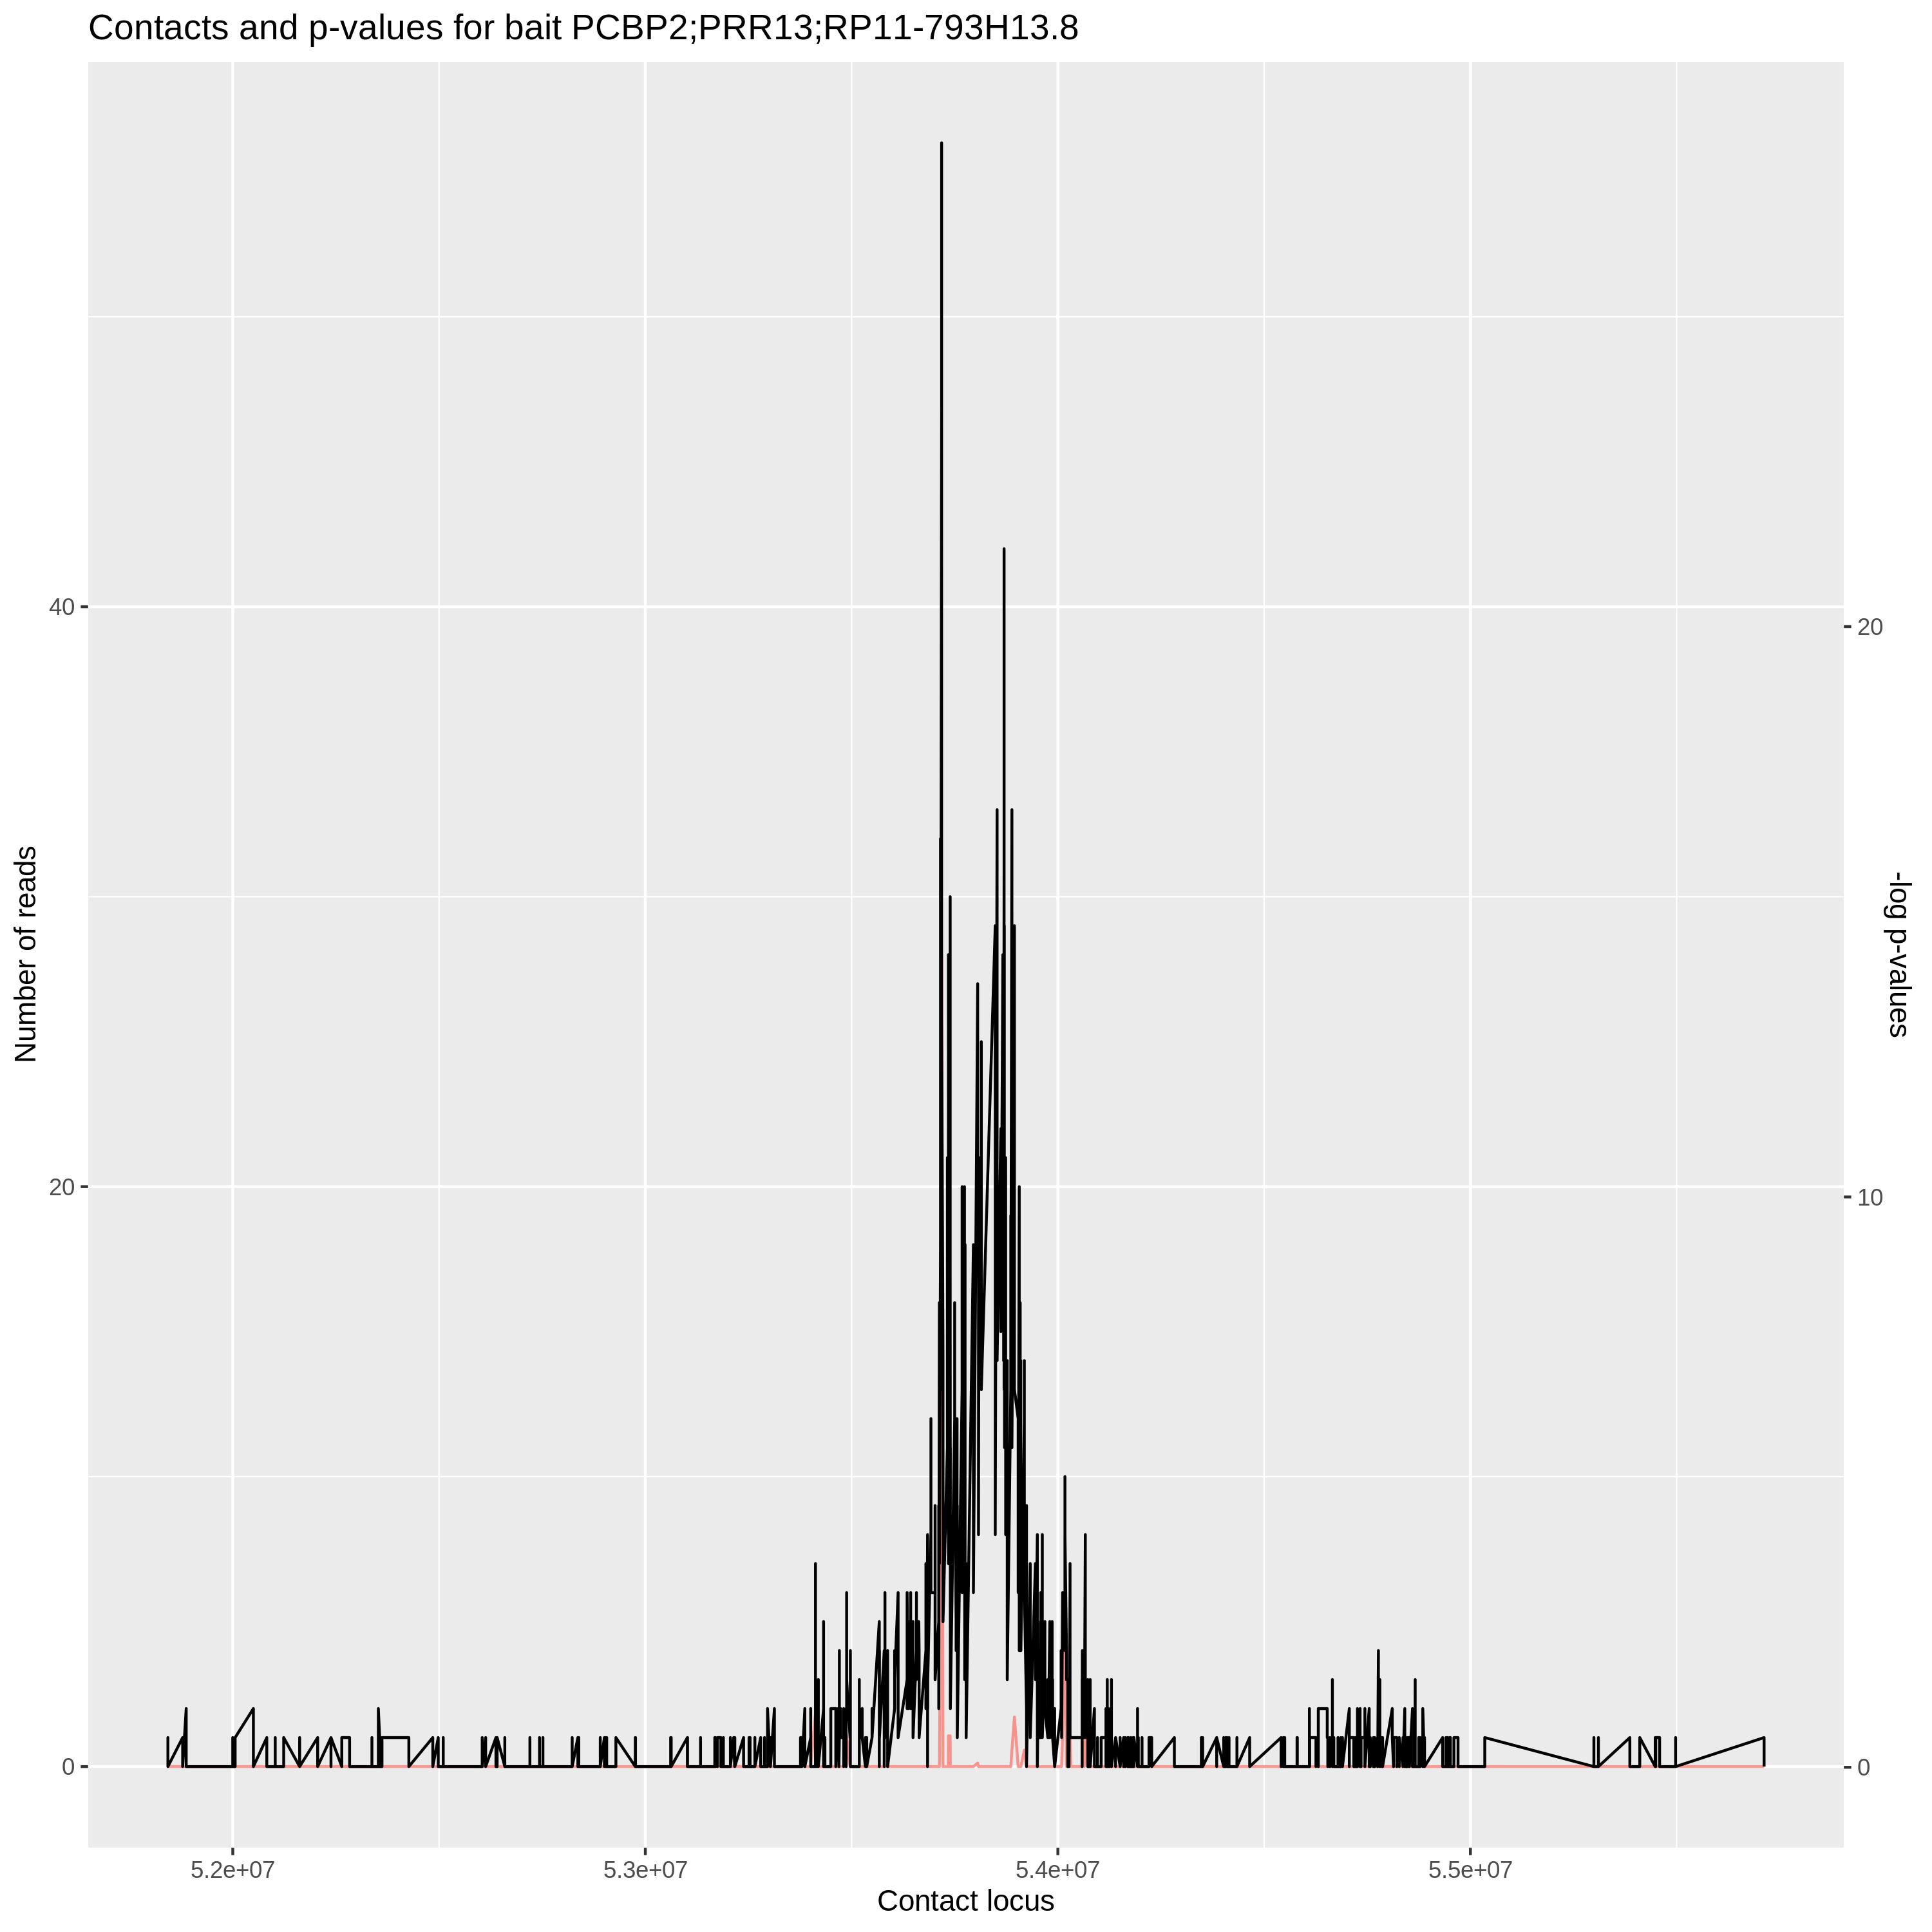 Contacts and p-values for bait PCBP2;PRR13;RP11-793H13.8
Number of reads
40
20
0
-log p-values
20
10
0
5.2e+07
5.3e+07
5.4e+07
5.5e+07
Contact locus